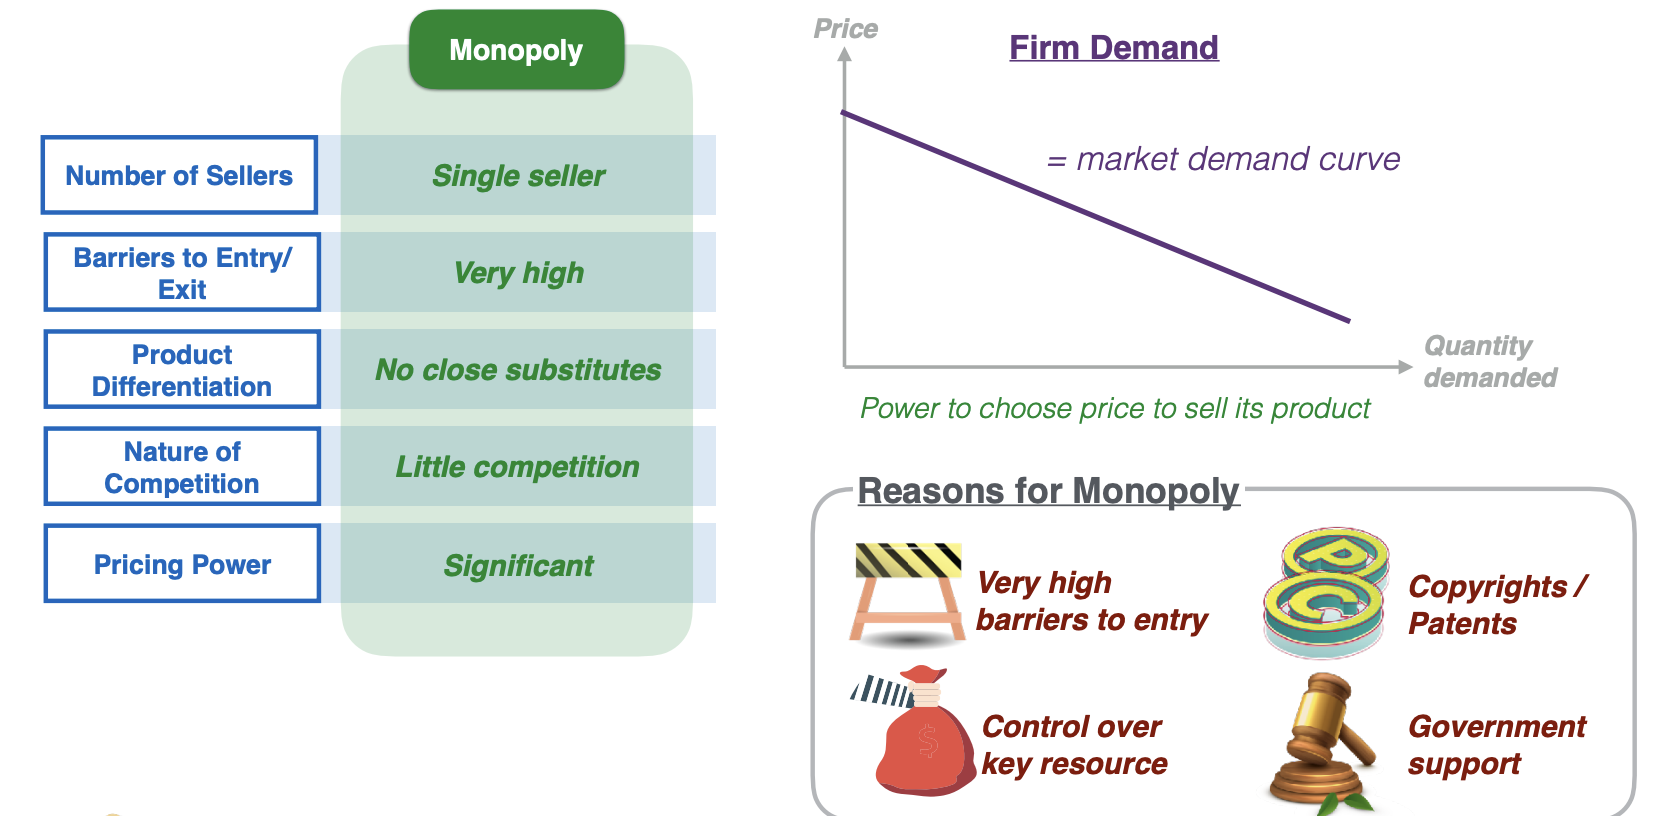 Monopoly
Number of Sellers
Single seller
Barriers to Entry/
Exit
Very high
Product
Differentiation
No close substitutes
Nature of
Competition
Little competition
Pricing Power
Significant
Price
Firm Demand
= market demand curve
Quantity
demanded
Power to choose price to sell its product
Reasons for Monopoly
Very high
barriers to entry
P
C
Copyrights /
Patents
$
Control over
key resource
Government
support